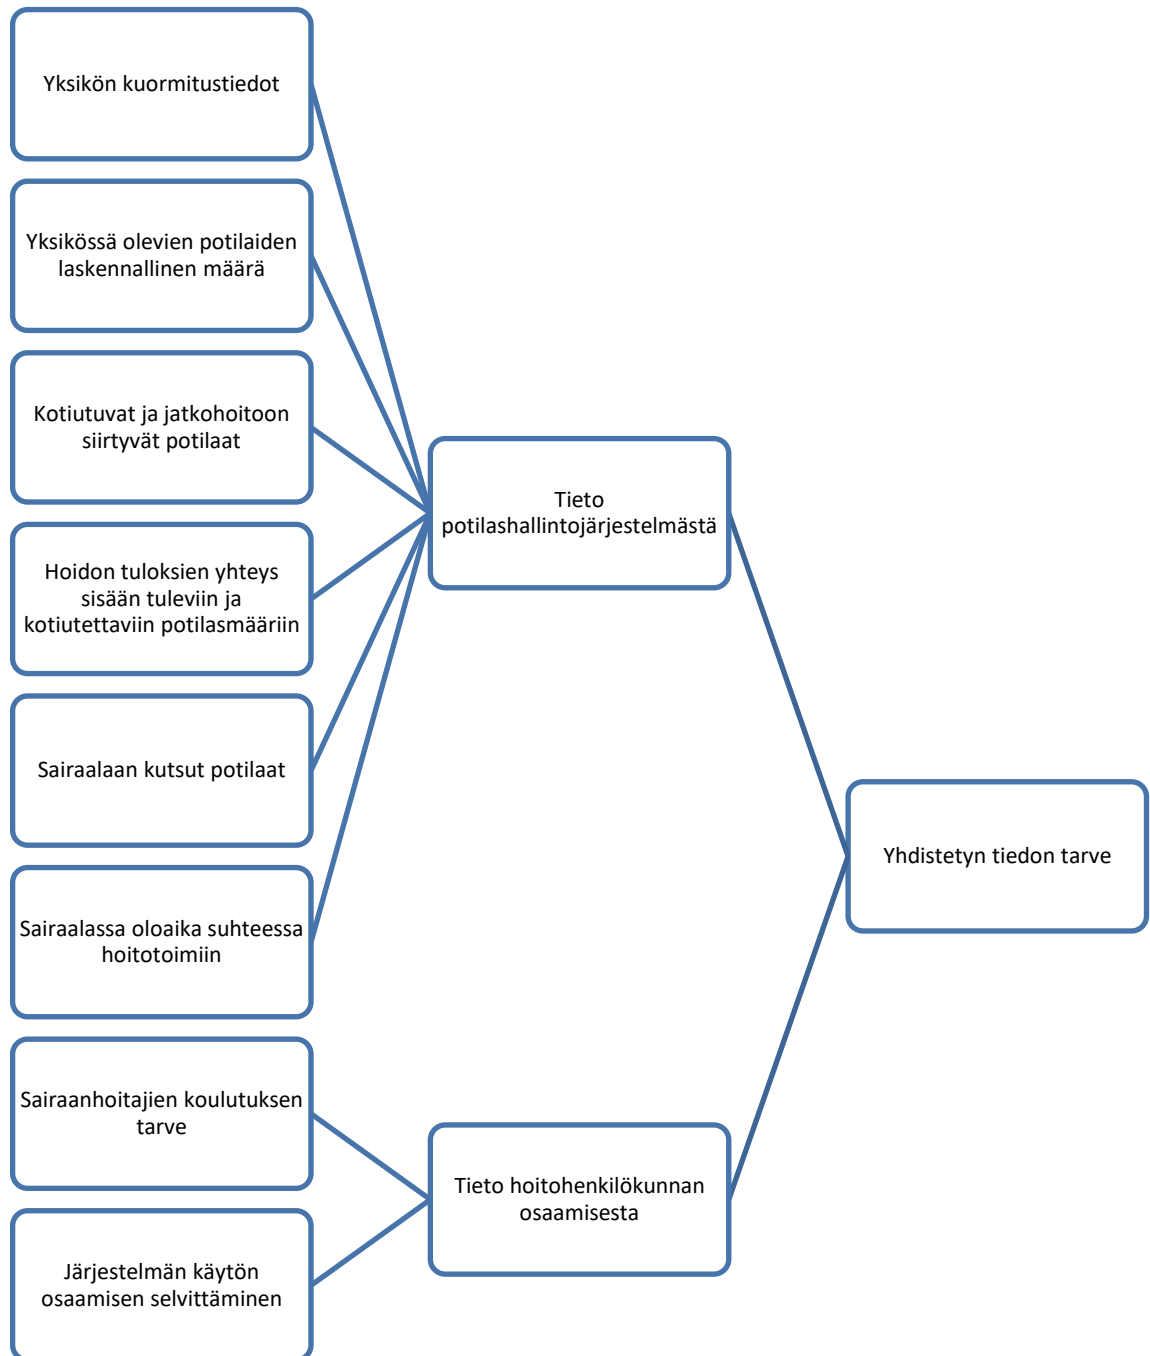 Yksikön kuormitustiedot
Yksikössä olevien potilaiden
laskennallinen määrä
Kotiutuvat ja jatkohoitoon
siirtyvät potilaat
Hoidon tuloksien yhteys
sisään tuleviin ja
kotiutettaviin potilasmääriin
Sairaalaan kutsut potilaat
Sairaalassa oloaika suhteessa
hoitotoimiin
Sairaanhoitajien koulutuksen
tarve
Järjestelmän käytön
osaamisen selvittäminen
Tieto
potilashallintojärjestelmästä
Tieto hoitohenkilökunnan
osaamisesta
Yhdistetyn tiedon tarve